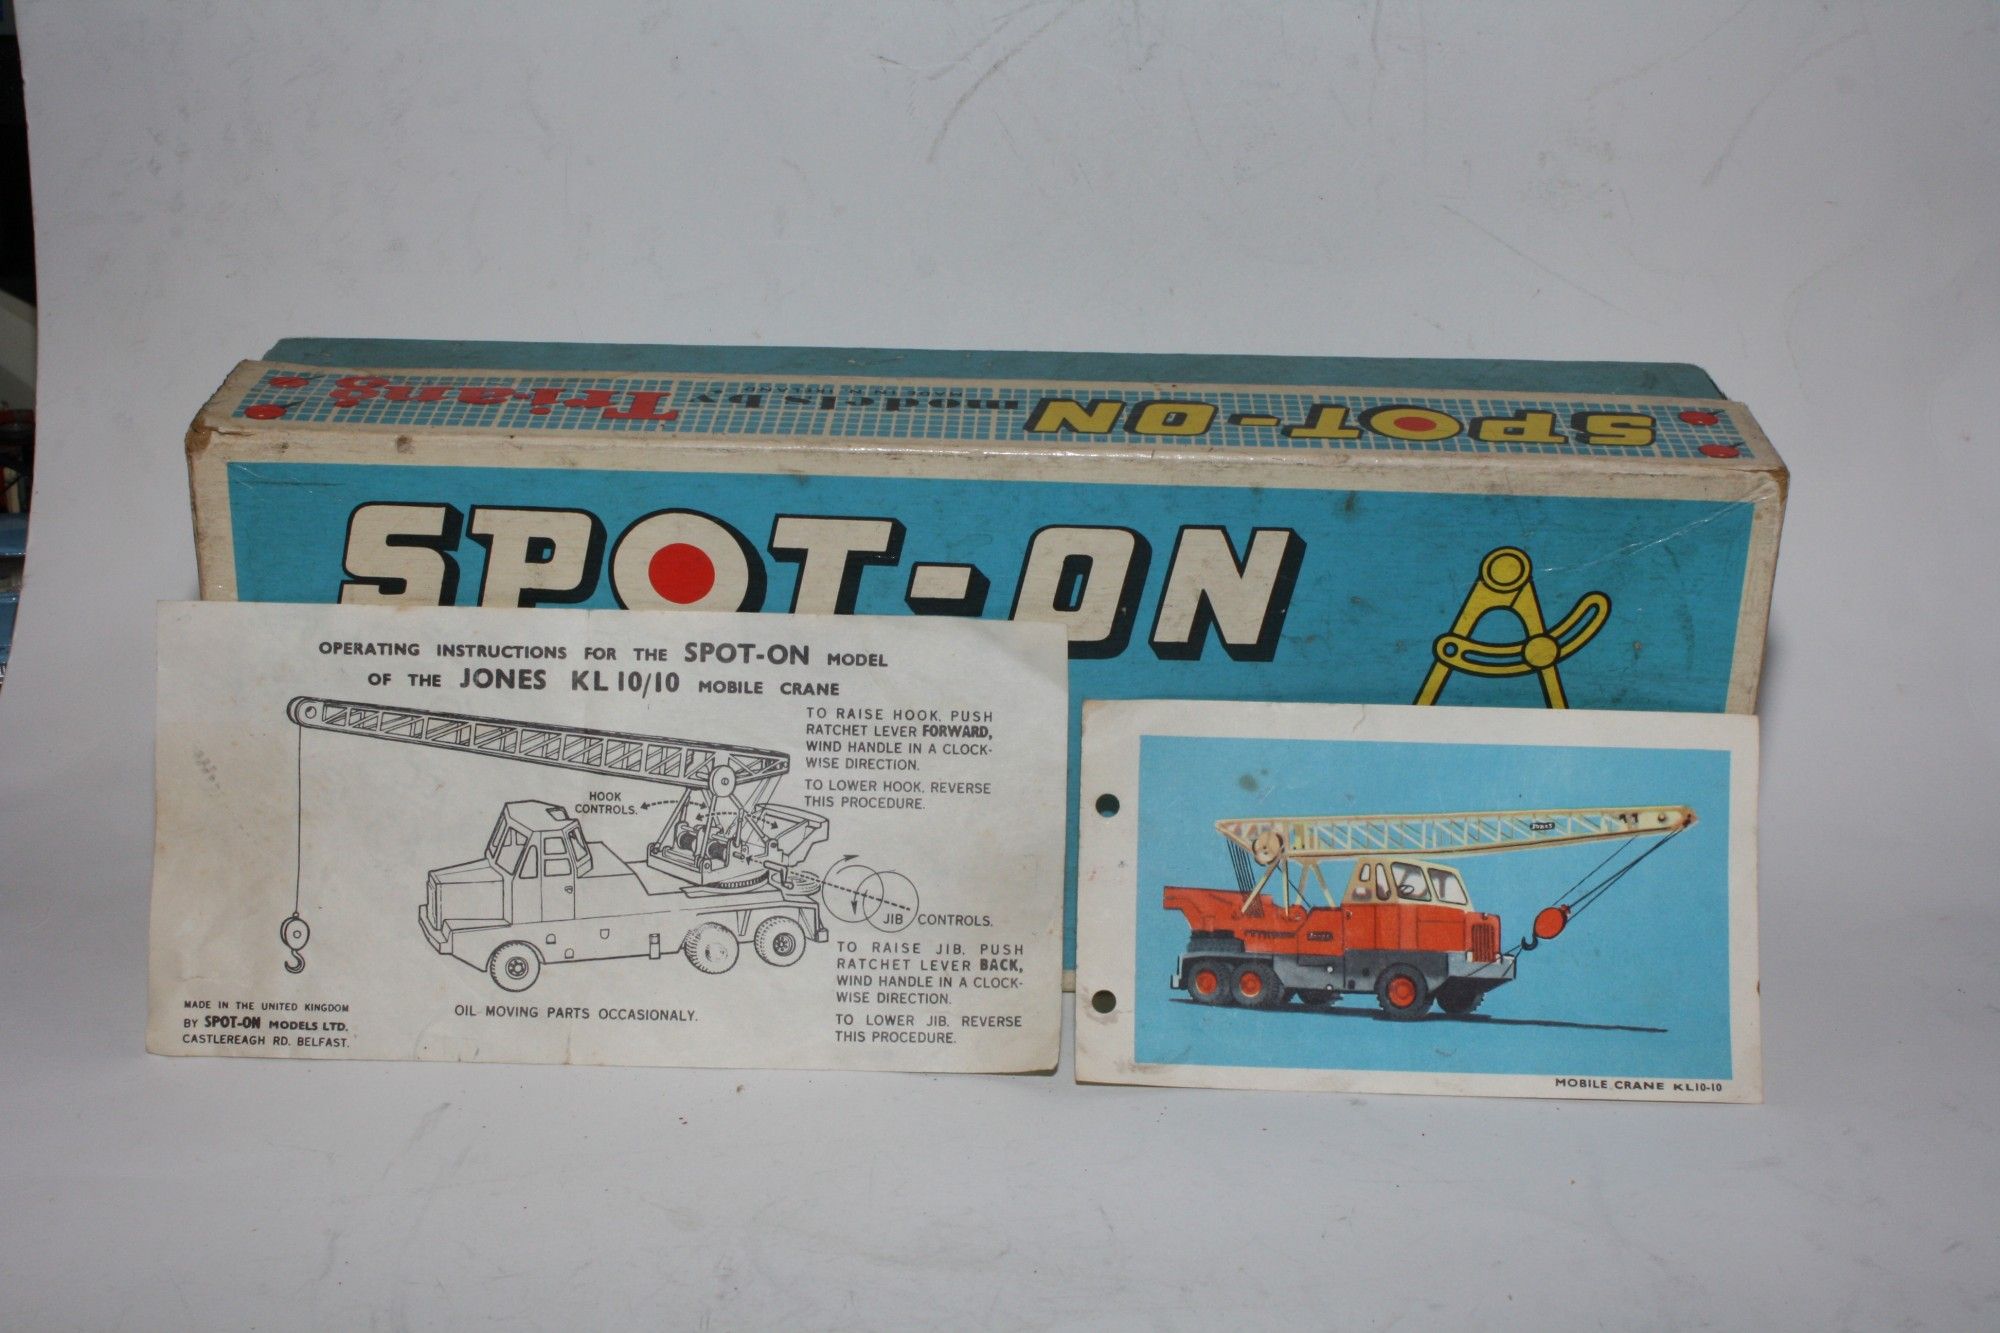 SPOT-ON models by Tri-ang
SPOT-ON
OPERATING INSTRUCTIONS FOR THE SPOT-ON MODEL
OF THE JONES KL 10/10 MOBILE CRANE
TO RAISE HOOK. PUSH
RATCHET LEVER FORWARD,
WIND HANDLE IN A CLOCK-
WISE DIRECTION.
TO LOWER HOOK. REVERSE
THIS PROCEDURE.
HOOK
CONTROLS.
JIB CONTROLS.
TO RAISE JIB. PUSH
RATCHET LEVER BACK,
WIND HANDLE IN A CLOCK-
WISE DIRECTION.
TO LOWER JIB. REVERSE
THIS PROCEDURE.
OIL MOVING PARTS OCCASIONALY.
MADE IN THE UNITED KINGDOM
BY SPOT-ON MODELS LTD.
CASTLEREAGH RD. BELFAST.
JONES
MOBILE CRANE KL10-10